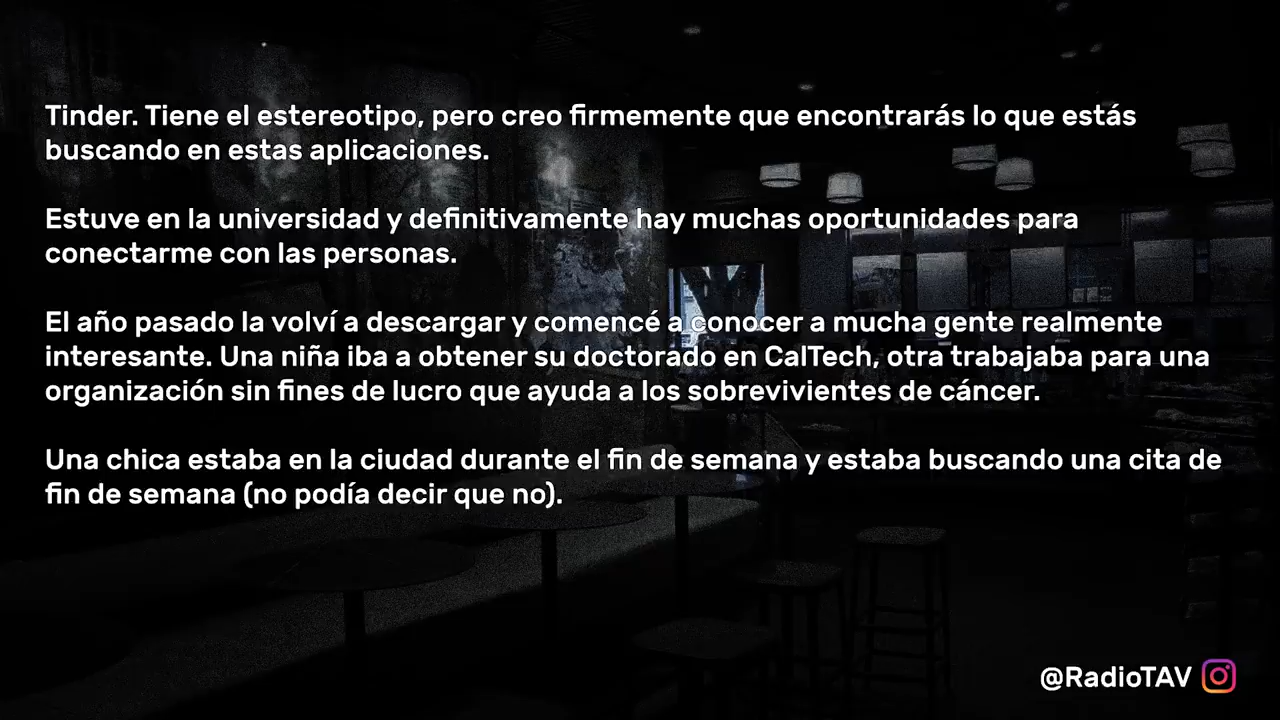 Tinder. Tiene el estereotipo, pero creo firmemente que encontrarás lo que estás
buscando en estas aplicaciones.
Estuve en la universidad y definitivamente hay muchas oportunidades para
conectarme con las personas.
El año pasado la volví a descargar y comencé a conocer a mucha gente realmente
interesante. Una niña iba a obtener su doctorado en CalTech, otra trabajaba para una
organización sin fines de lucro que ayuda a los sobrevivientes de cáncer.
Una chica estaba en la ciudad durante el fin de semana y estaba buscando una cita de
fin de semana (no podía decir que no).
@RadioTAV